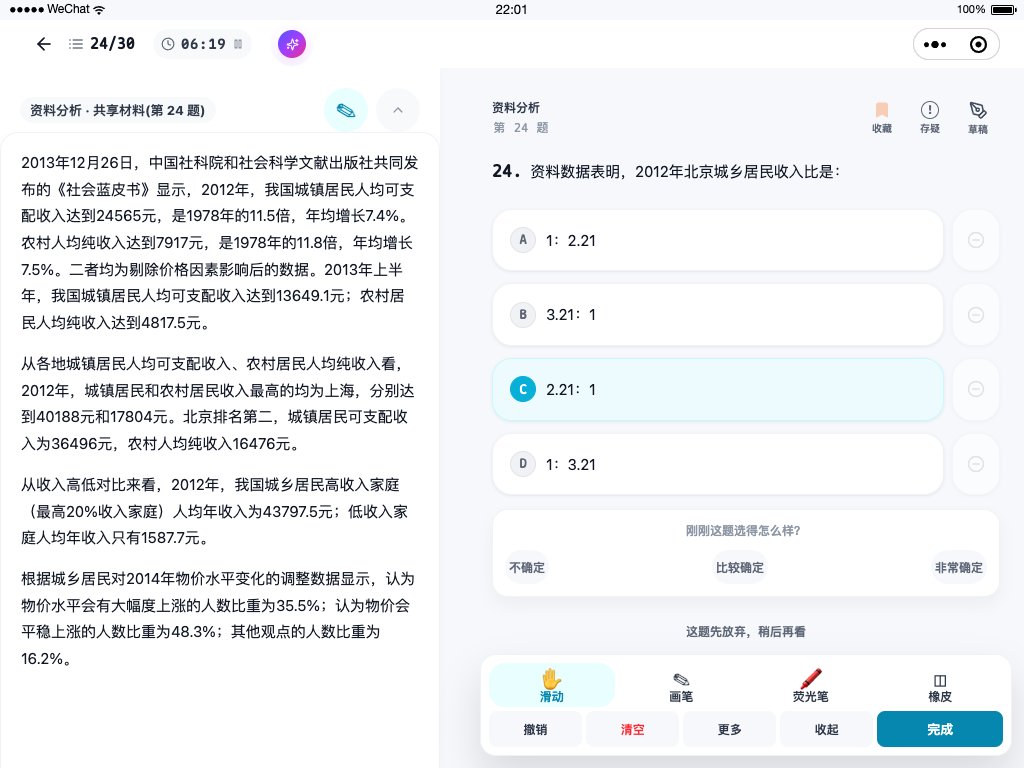 WeChat
22:01
100%
24/30
06:19
资料分析 · 共享材料(第 24 题)
2013年12月26日，中国社科院和社会科学文献出版社共同发
布的《社会蓝皮书》显示，2012年，我国城镇居民人均可支
配收入达到24565元，是1978年的11.5倍，年均增长7.4%。
农村人均纯收入达到7917元，是1978年的11.8倍，年均增长
7.5%。二者均为剔除价格因素影响后的数据。2013年上半
年，我国城镇居民人均可支配收入达到13649.1元；农村居
民人均纯收入达到4817.5元。
从各地城镇居民人均可支配收入、农村居民人均纯收入看，
2012年，城镇居民和农村居民收入最高的均为上海，分别达
到40188元和17804元。北京排名第二，城镇居民可支配收
入为36496元，农村人均纯收入16476元。
从收入高低对比来看，2012年，我国城乡居民高收入家庭
（最高20%收入家庭）人均年收入为43797.5元；低收入家
庭人均年收入只有1587.7元。
根据城乡居民对2014年物价水平变化的调整数据显示，认为
物价水平会有大幅度上涨的人数比重为35.5%；认为物价会
平稳上涨的人数比重为48.3%；其他观点的人数比重为
16.2%。
资料分析
第 24 题
收藏
存疑
草稿
24. 资料数据表明，2012年北京城乡居民收入比是：
A 1：2.21
B 3.21：1
C 2.21：1
D 1：3.21
刚刚这题选得怎么样？
不确定
比较确定
非常确定
这题先放弃，稍后再看
滑动
画笔
荧光笔
橡皮
撤销
清空
更多
收起
完成